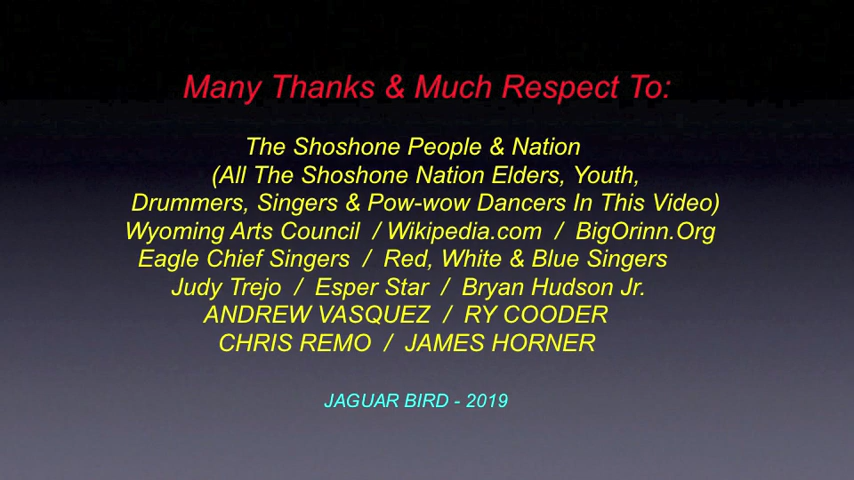 Many Thanks & Much Respect To:
The Shoshone People & Nation
(All The Shoshone Nation Elders, Youth,
Drummers, Singers & Pow-wow Dancers In This Video)
Wyoming Arts Council / Wikipedia.com / BigOrinn.Org
Eagle Chief Singers / Red, White & Blue Singers
Judy Trejo / Esper Star / Bryan Hudson Jr.
ANDREW VASQUEZ / RY COODER
CHRIS REMO / JAMES HORNER
JAGUAR BIRD - 2019